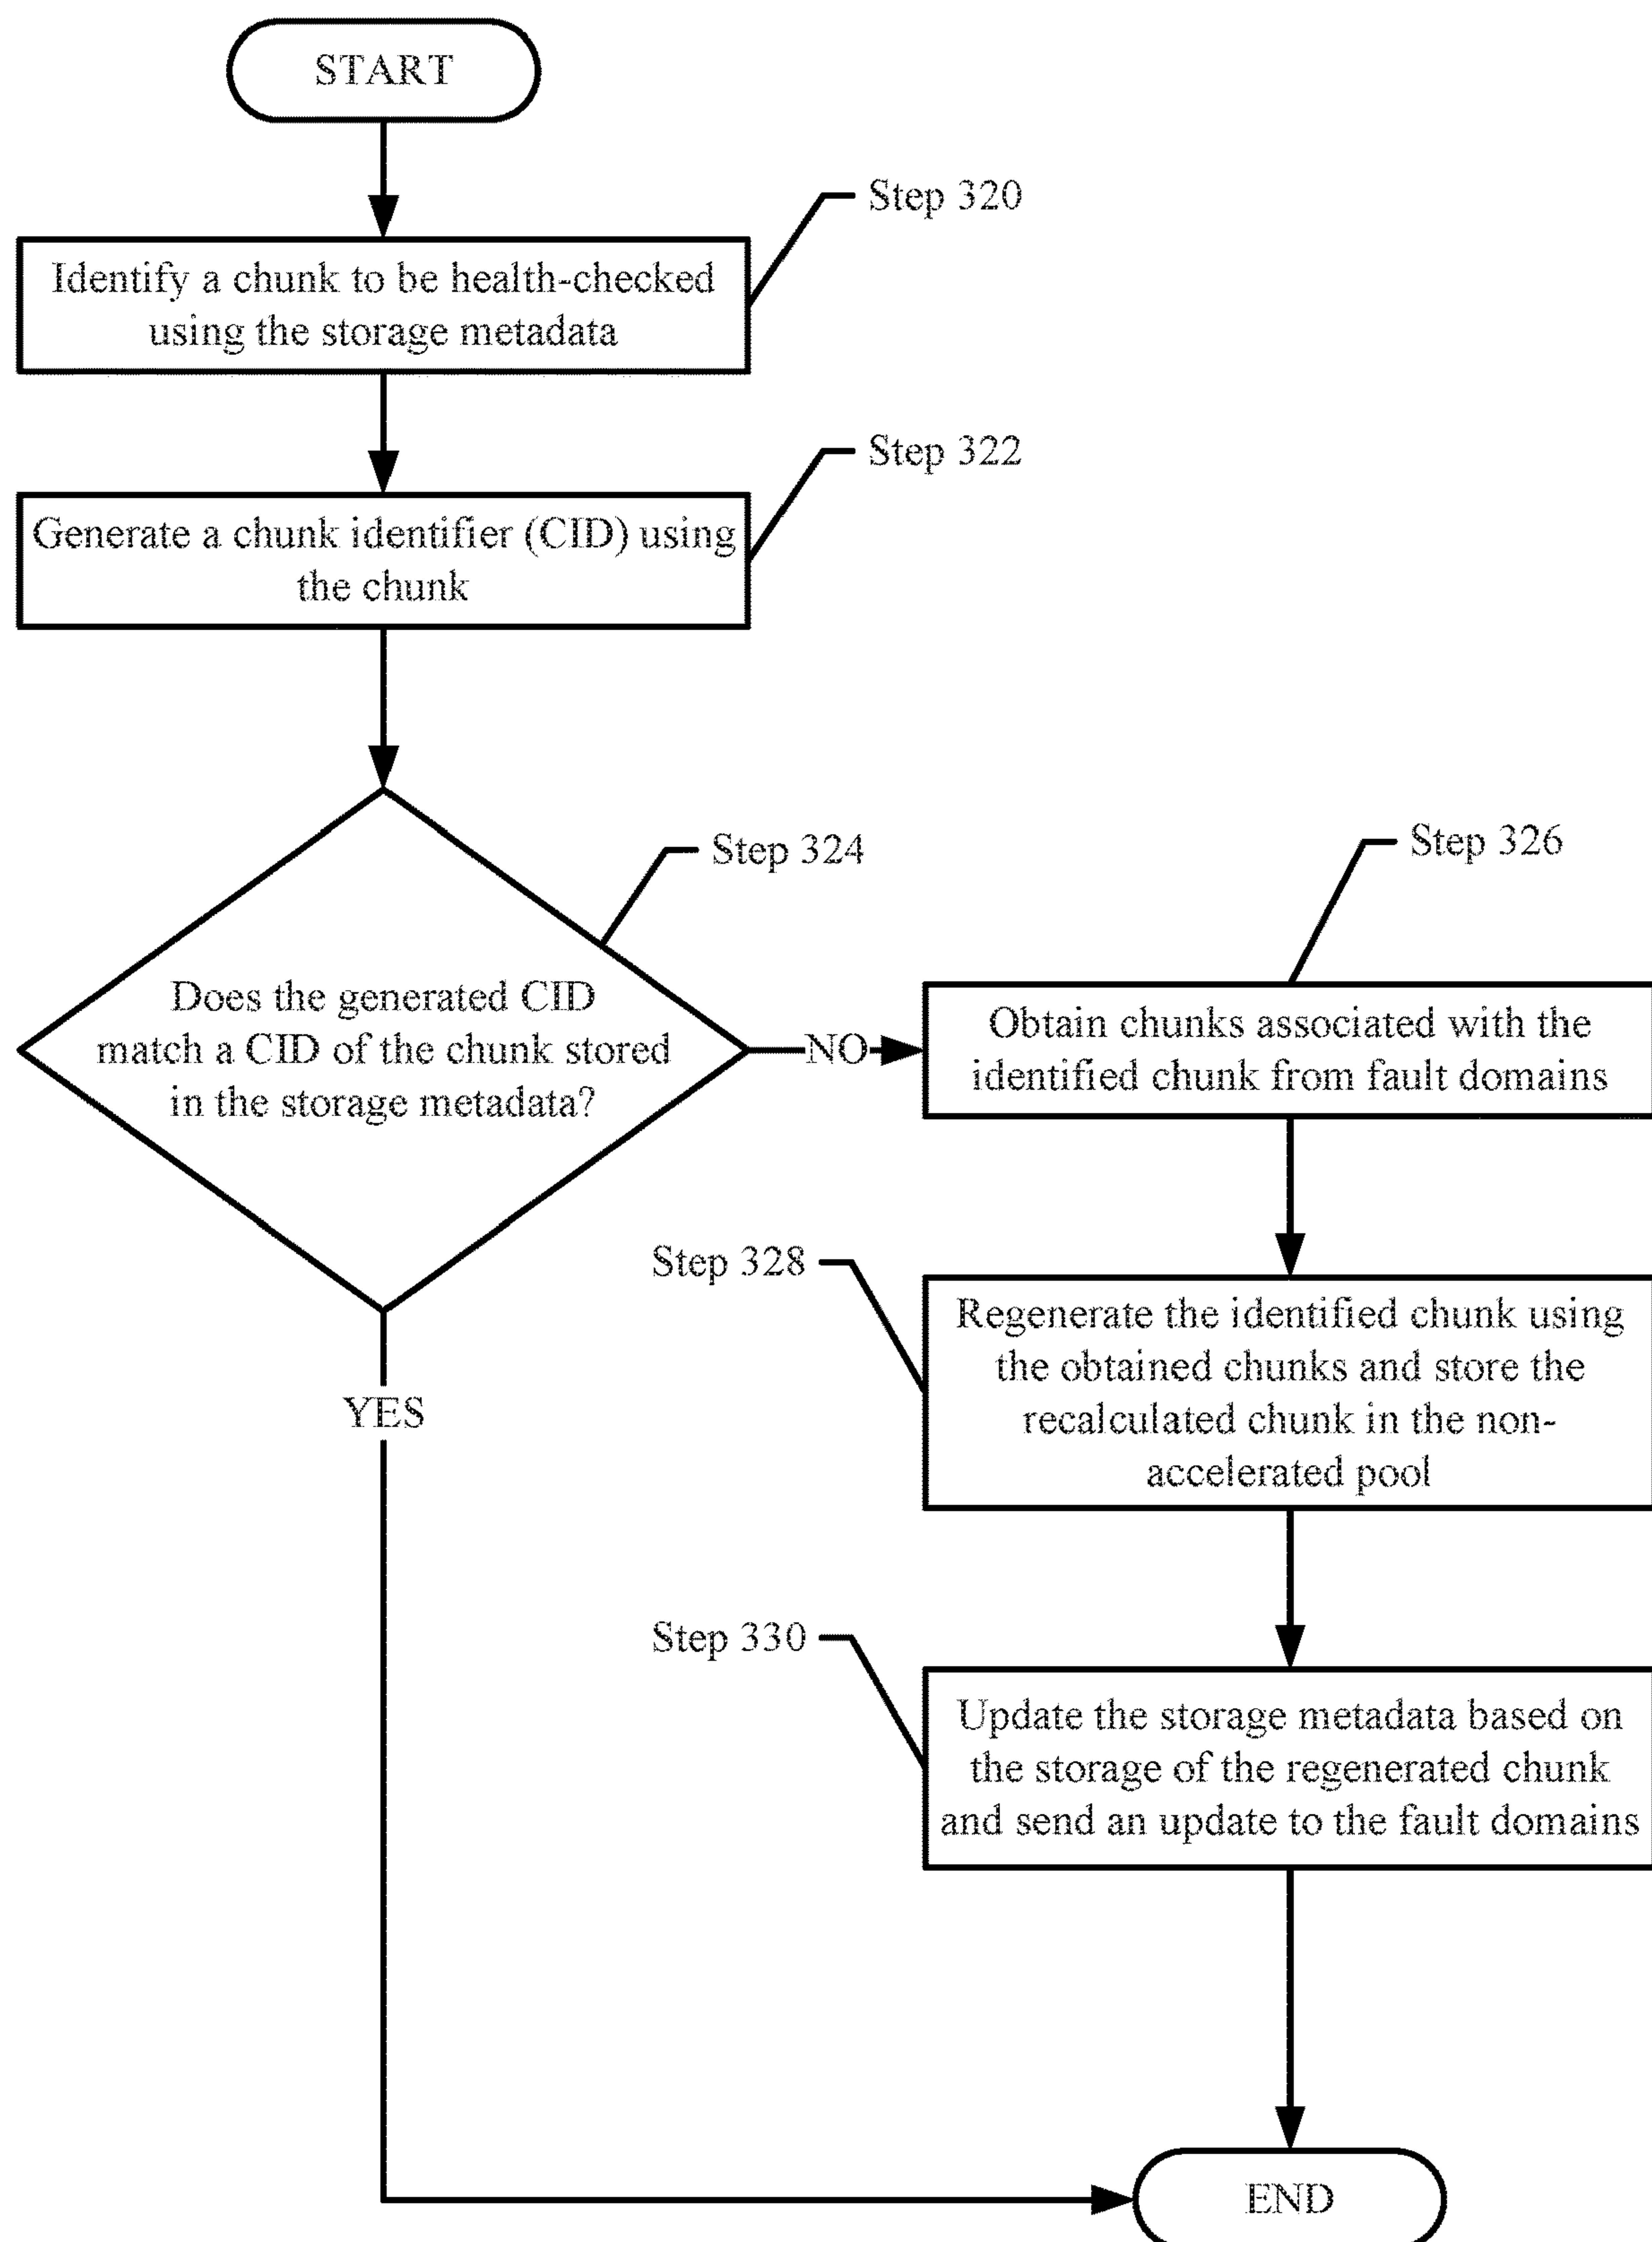 START
Step 320
Identify a chunk to be health-checked
using the storage metadata
Step 322
Generate a chunk identifier (CID) using
the chunk
Step 324
Does the generated CID
match a CID of the chunk stored
in the storage metadata?
NO
YES
Step 326
Obtain chunks associated with the
identified chunk from fault domains
Step 328
Regenerate the identified chunk using
the obtained chunks and store the
recalculated chunk in the non-
accelerated pool
Step 330
Update the storage metadata based on
the storage of the regenerated chunk
and send an update to the fault domains
END